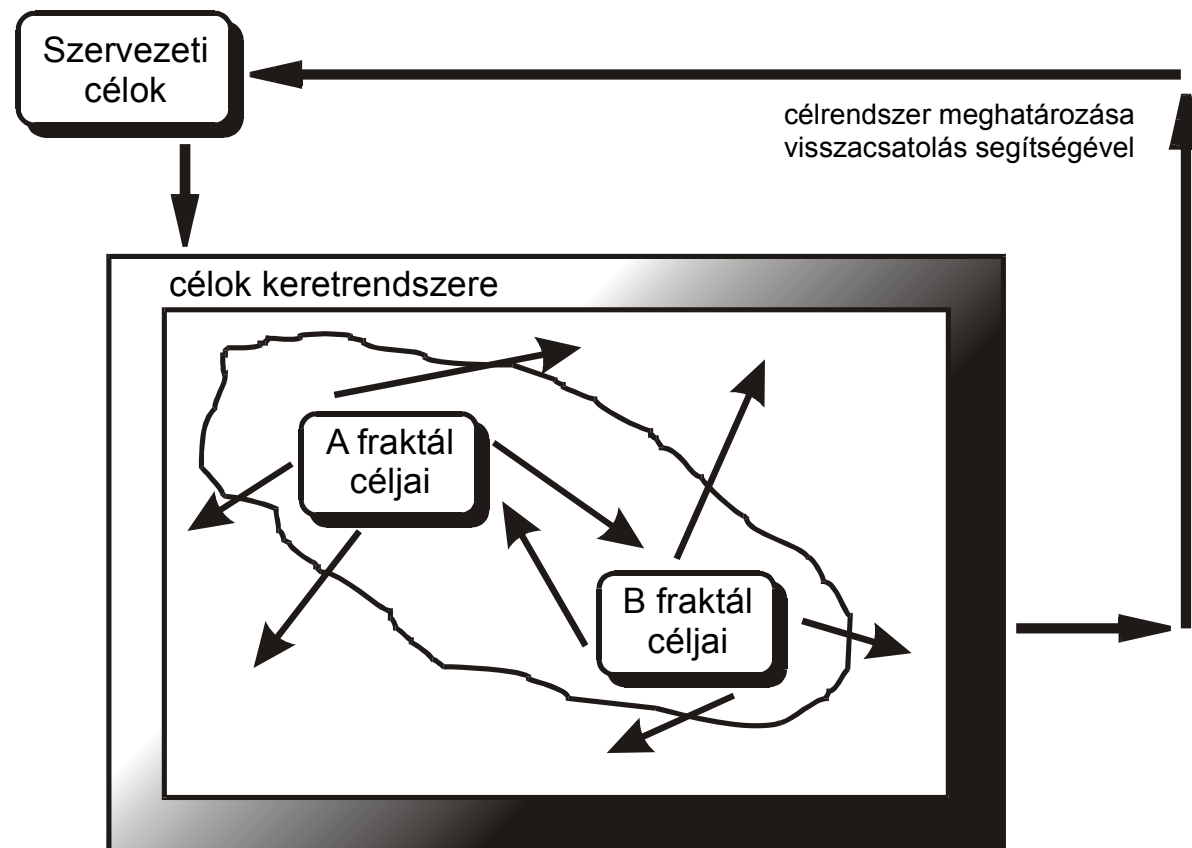 Szervezeti
célok
célrendszer meghatározása
visszacsatolás segítségével
célok keretrendszere
A fraktál
céljai
B fraktál
céljai